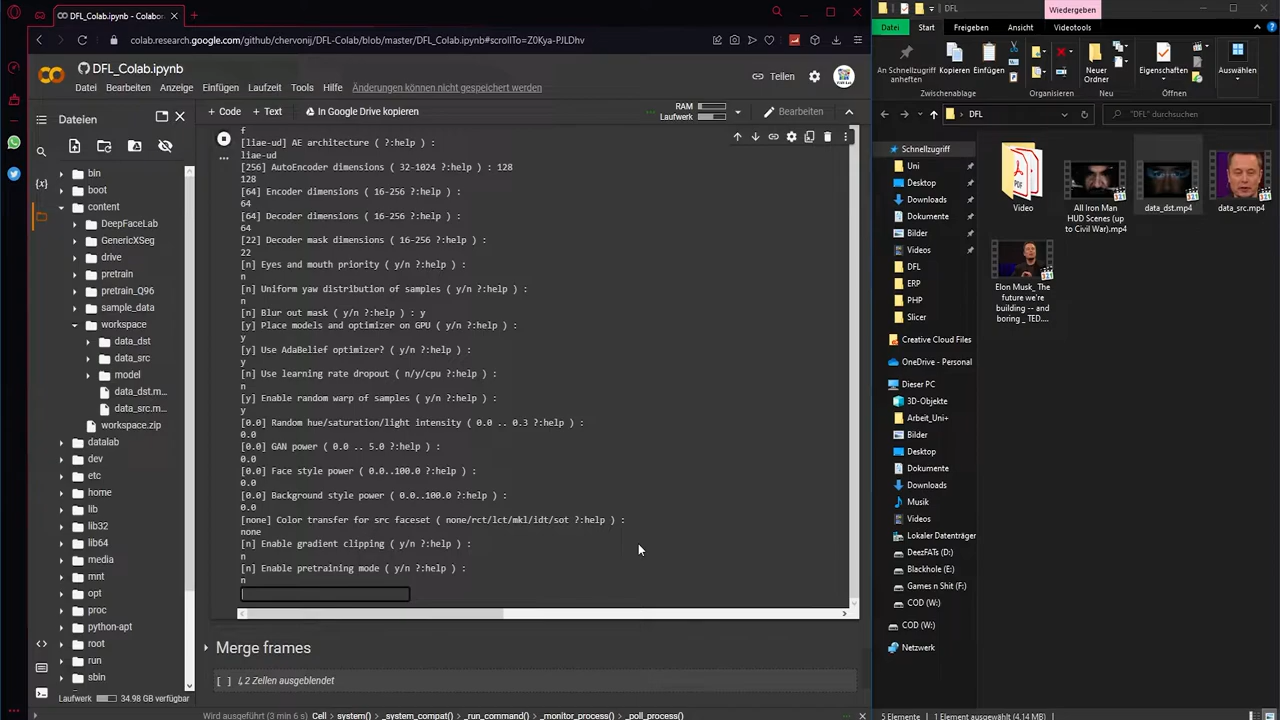 DFL_Colab.ipynb - Colabor
colab.research.google.com/github/chervonij/DFL-Colab/blob/master/DFL_Colab.ipynb#scrollTo=Z0Kya-PJLDhv
DFL_Colab.ipynb
Datei Bearbeiten Anzeige Einfügen Laufzeit Tools Hilfe
Teilen
+ Code + Text In Google Drive kopieren
RAM
Laufwerk
Bearbeiten
Dateien
bin
boot
content
DeepFaceLab
GenericXSeg
drive
pretrain
pretrain_Q96
sample_data
workspace
data_dst
data_src
model
data_dst.m...
data_src.m...
workspace.zip
datalab
dev
etc
home
lib
lib32
lib64
media
mnt
opt
proc
python-apt
root
run
sbin
Laufwerk 34.98 GB verfügbar
f
[liae-ud] AE architecture ( ?:help ) :
liae-ud
[256] AutoEncoder dimensions ( 32-1024 ?:help ) : 128
128
[64] Encoder dimensions ( 16-256 ?:help ) :
64
[64] Decoder dimensions ( 16-256 ?:help ) :
64
[22] Decoder mask dimensions ( 16-256 ?:help ) :
22
[n] Eyes and mouth priority ( y/n ?:help ) :
n
[n] Uniform yaw distribution of samples ( y/n ?:help ) :
n
[n] Blur out mask ( y/n ?:help ) : y
[y] Place models and optimizer on GPU ( y/n ?:help ) :
y
[y] Use AdaBelief optimizer? ( y/n ?:help ) :
y
[n] Use learning rate dropout ( n/y/cpu ?:help ) :
n
[y] Enable random warp of samples ( y/n ?:help ) :
y
[0.0] Random hue/saturation/light intensity ( 0.0 .. 0.3 ?:help ) :
0.0
[0.0] GAN power ( 0.0 .. 5.0 ?:help ) :
0.0
[0.0] Face style power ( 0.0..100.0 ?:help ) :
0.0
[0.0] Background style power ( 0.0..100.0 ?:help ) :
0.0
[none] Color transfer for src faceset ( none/rct/lct/mkl/idt/sot ?:help ) :
none
[n] Enable gradient clipping ( y/n ?:help ) :
n
[n] Enable pretraining mode ( y/n ?:help ) :
n
Merge frames
[ ] ↳ 2 Zellen ausgeblendet
Wird ausgeführt (3 min 6 s) Cell > system() > _system_compat() > _run_command() > _monitor_process() > _poll_process()
DFL
Wiedergeben
Datei Start Freigeben Ansicht Videotools
An Schnellzugriff
anheften
Kopieren
Einfügen
Neuer
Ordner
Eigenschaften
Öffnen
Auswählen
Zwischenablage
Organisieren
Neu
DFL
"DFL" durchsuchen
Schnellzugriff
Uni
Desktop
Downloads
Dokumente
Bilder
Videos
DFL
ERP
PHP
Slicer
Creative Cloud Files
OneDrive - Personal
Dieser PC
3D-Objekte
Arbeit_Uni+
Bilder
Desktop
Dokumente
Downloads
Musik
Videos
Lokaler Datenträger
DeezFATs (D:)
Blackhole (E:)
Games n Shit (F:)
COD (W:)
COD (W:)
Netzwerk
Video
All Iron Man
HUD Scenes (up
to Civil War).mp4
data_dst.mp4
data_src.mp4
Elon Musk_ The
future we're
building -- and
boring _ TED....
5 Elemente
1 Element ausgewählt (4,14 MB)